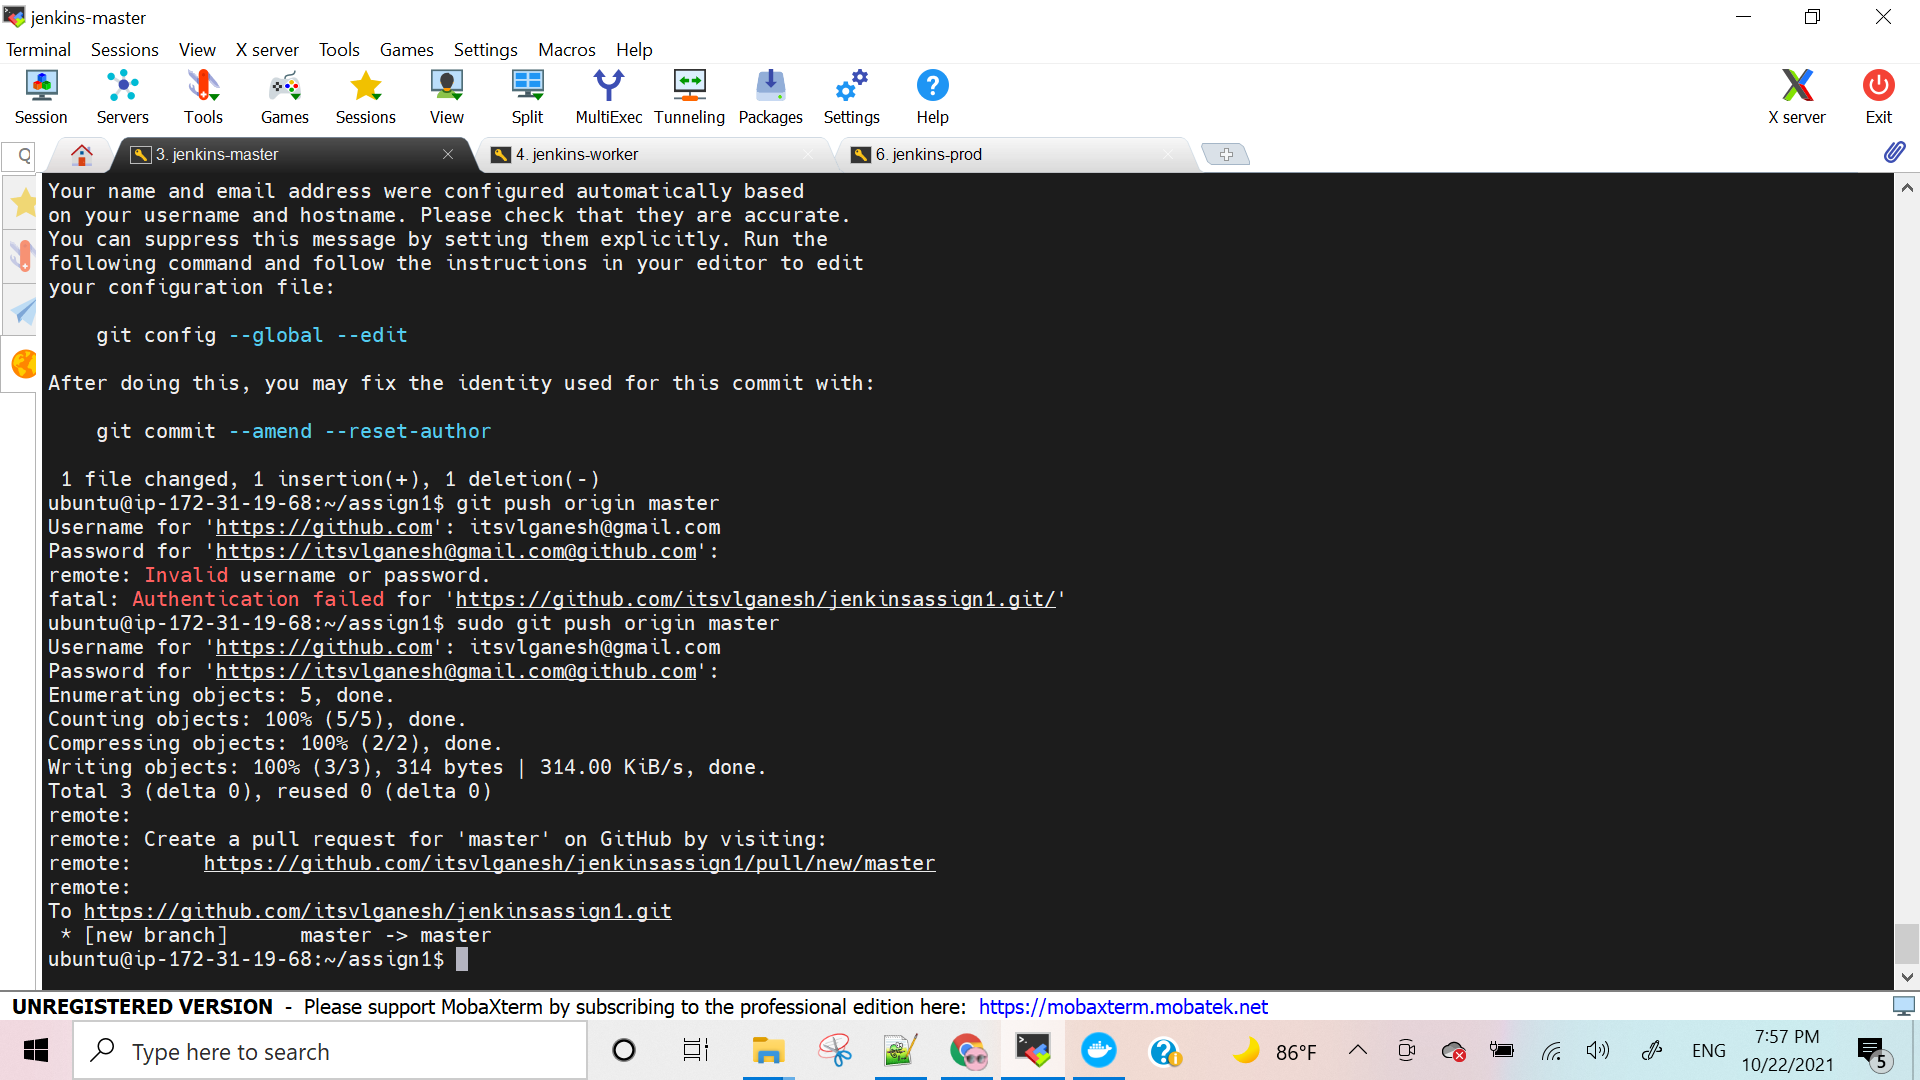 jenkins-master
Terminal Sessions View X server Tools Games Settings Macros Help
Session Servers Tools Games Sessions View Split MultiExec Tunneling Packages Settings Help X server Exit
3. jenkins-master 4. jenkins-worker 6. jenkins-prod
Your name and email address were configured automatically based
on your username and hostname. Please check that they are accurate.
You can suppress this message by setting them explicitly. Run the
following command and follow the instructions in your editor to edit
your configuration file:
git config --global --edit
After doing this, you may fix the identity used for this commit with:
git commit --amend --reset-author
1 file changed, 1 insertion(+), 1 deletion(-)
ubuntu@ip-172-31-19-68:~/assign1$ git push origin master
Username for 'https://github.com': itsvlganesh@gmail.com
Password for 'https://itsvlganesh@gmail.com@github.com':
remote: Invalid username or password.
fatal: Authentication failed for 'https://github.com/itsvlganesh/jenkinsassign1.git/'
ubuntu@ip-172-31-19-68:~/assign1$ sudo git push origin master
Username for 'https://github.com': itsvlganesh@gmail.com
Password for 'https://itsvlganesh@gmail.com@github.com':
Enumerating objects: 5, done.
Counting objects: 100% (5/5), done.
Compressing objects: 100% (2/2), done.
Writing objects: 100% (3/3), 314 bytes | 314.00 KiB/s, done.
Total 3 (delta 0), reused 0 (delta 0)
remote:
remote: Create a pull request for 'master' on GitHub by visiting:
remote: https://github.com/itsvlganesh/jenkinsassign1/pull/new/master
remote:
To https://github.com/itsvlganesh/jenkinsassign1.git
* [new branch] master -> master
ubuntu@ip-172-31-19-68:~/assign1$
UNREGISTERED VERSION - Please support MobaXterm by subscribing to the professional edition here: https://mobaxterm.mobatek.net
Type here to search
86°F
ENG
7:57 PM
10/22/2021
5